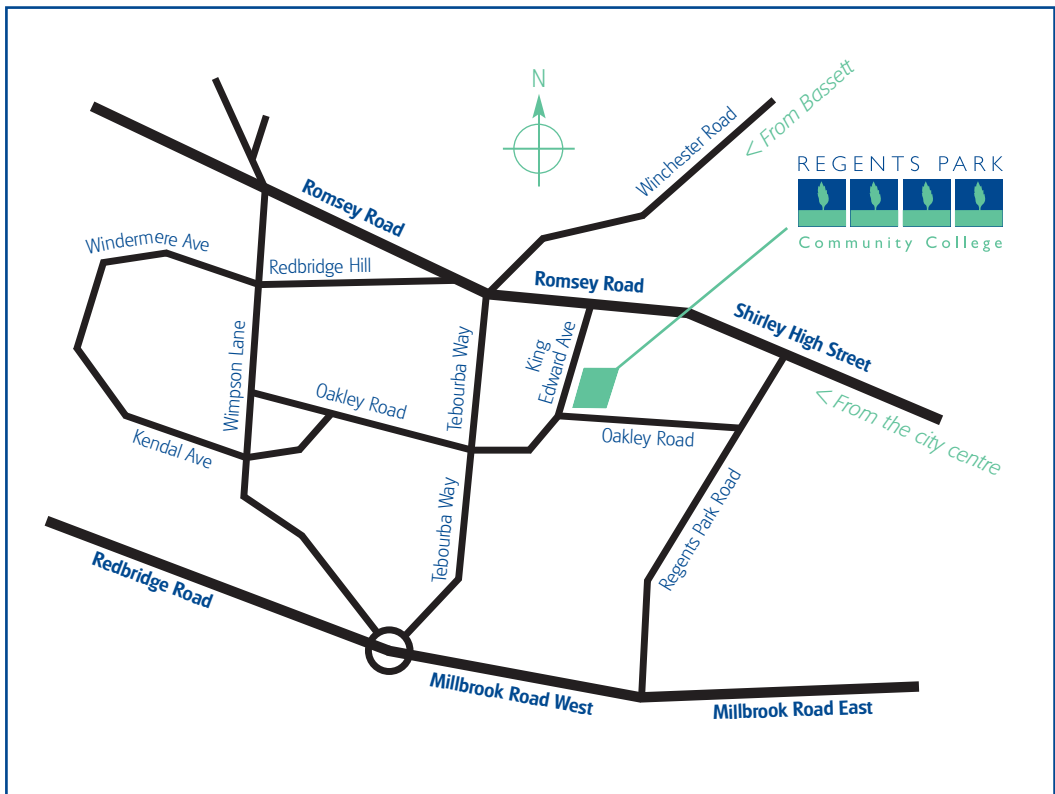 N
Winchester Road
< From Bassett
REGENTS PARK
Community College
Romsey Road
Windermere Ave
Redbridge Hill
Romsey Road
Shirley High Street
King
Edward Ave
Wimpson Lane
Tebourba Way
Oakley Road
< From the city centre
Oakley Road
Kendal Ave
Tebourba Way
Regents Park Road
Redbridge Road
Millbrook Road West
Millbrook Road East